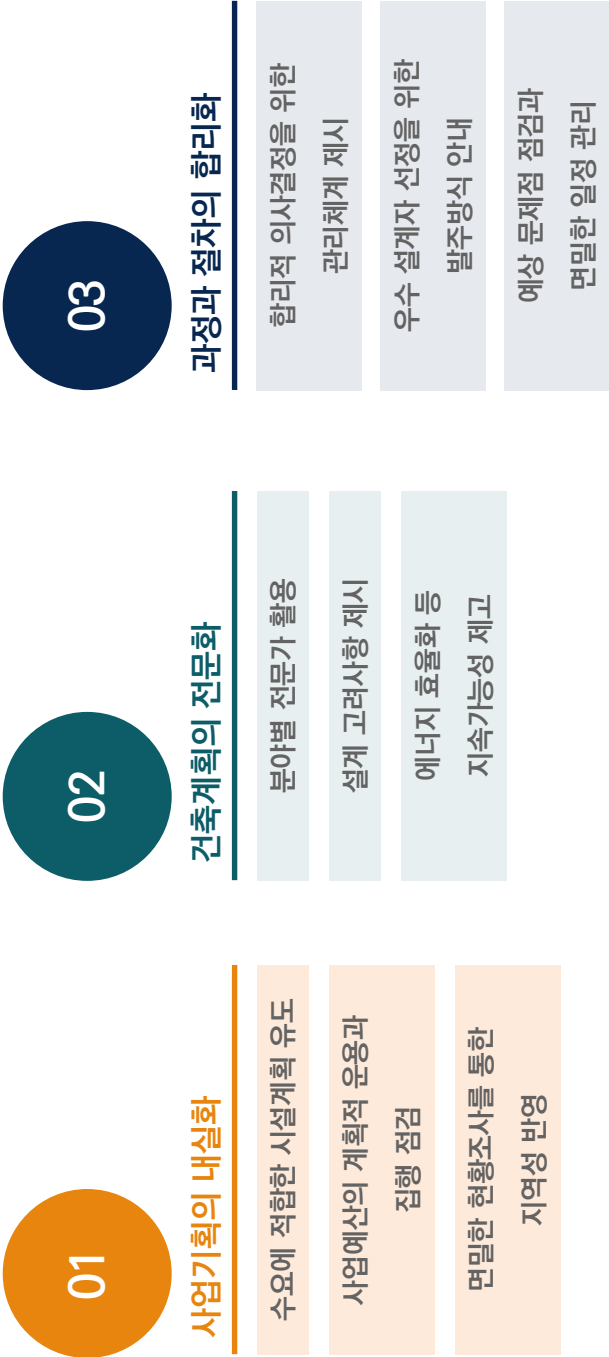 01
사업기획의 내실화
수요에 적합한 시설계획 유도
사업예산의 계획적 운용과
집행 점검
면밀한 현황조사를 통한
지역성 반영
02
건축계획의 전문화
분야별 전문가 활용
설계 고려사항 제시
에너지 효율화 등
지속가능성 제고
03
과정과 절차의 합리화
합리적 의사결정을 위한
관리체계 제시
우수 설계자 선정을 위한
발주방식 안내
예상 문제점 점검과
면밀한 일정 관리